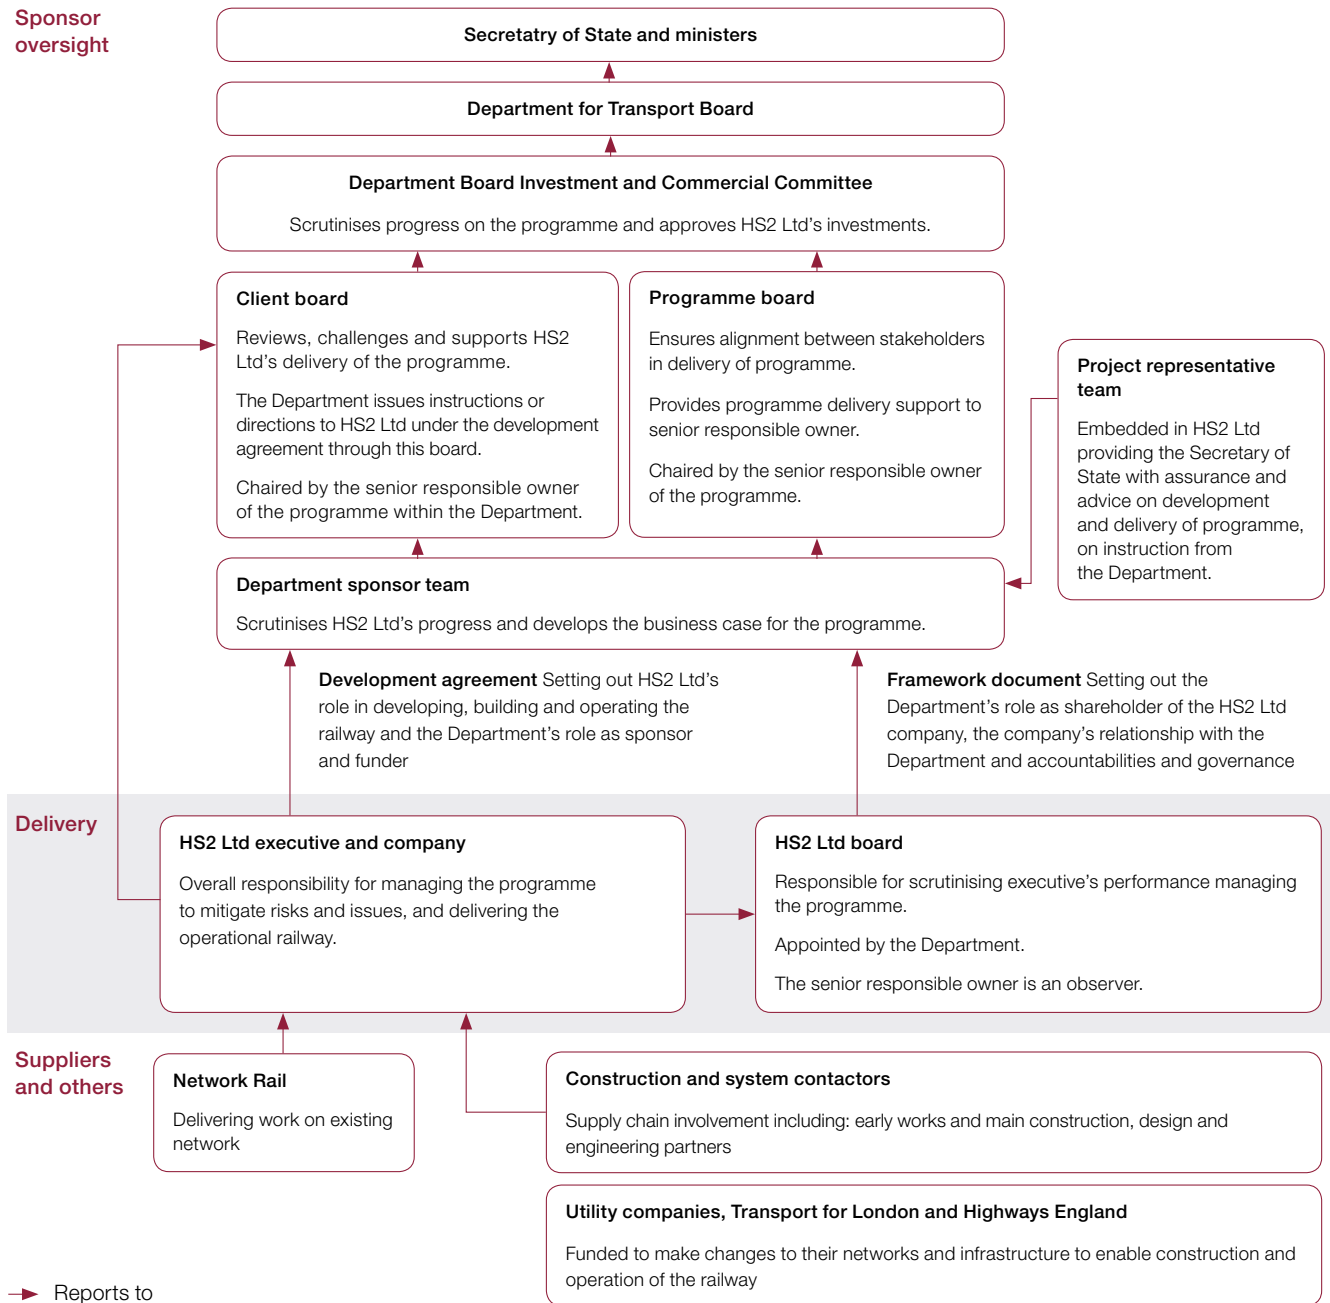 Sponsor
oversight
Secretatry of State and ministers
Department for Transport Board
Department Board Investment and Commercial Committee
Scrutinises progress on the programme and approves HS2 Ltd's investments.
Client board
Reviews, challenges and supports HS2
Ltd's delivery of the programme.
The Department issues instructions or
directions to HS2 Ltd under the development
agreement through this board.
Chaired by the senior responsible owner
of the programme within the Department.
Programme board
Ensures alignment between stakeholders
in delivery of programme.
Provides programme delivery support to
senior responsible owner.
Chaired by the senior responsible owner
of the programme.
Project representative
team
Embedded in HS2 Ltd
providing the Secretary of
State with assurance and
advice on development
and delivery of programme,
on instruction from
the Department.
Department sponsor team
Scrutinises HS2 Ltd's progress and develops the business case for the programme.
Development agreement Setting out HS2 Ltd's
role in developing, building and operating the
railway and the Department's role as sponsor
and funder
Framework document Setting out the
Department's role as shareholder of the HS2 Ltd
company, the company's relationship with the
Department and accountabilities and governance
Delivery
HS2 Ltd executive and company
Overall responsibility for managing the programme
to mitigate risks and issues, and delivering the
operational railway.
HS2 Ltd board
Responsible for scrutinising executive's performance managing
the programme.
Appointed by the Department.
The senior responsible owner is an observer.
Suppliers
and others
Network Rail
Delivering work on existing
network
Construction and system contactors
Supply chain involvement including: early works and main construction, design and
engineering partners
Utility companies, Transport for London and Highways England
Funded to make changes to their networks and infrastructure to enable construction and
operation of the railway
Reports to